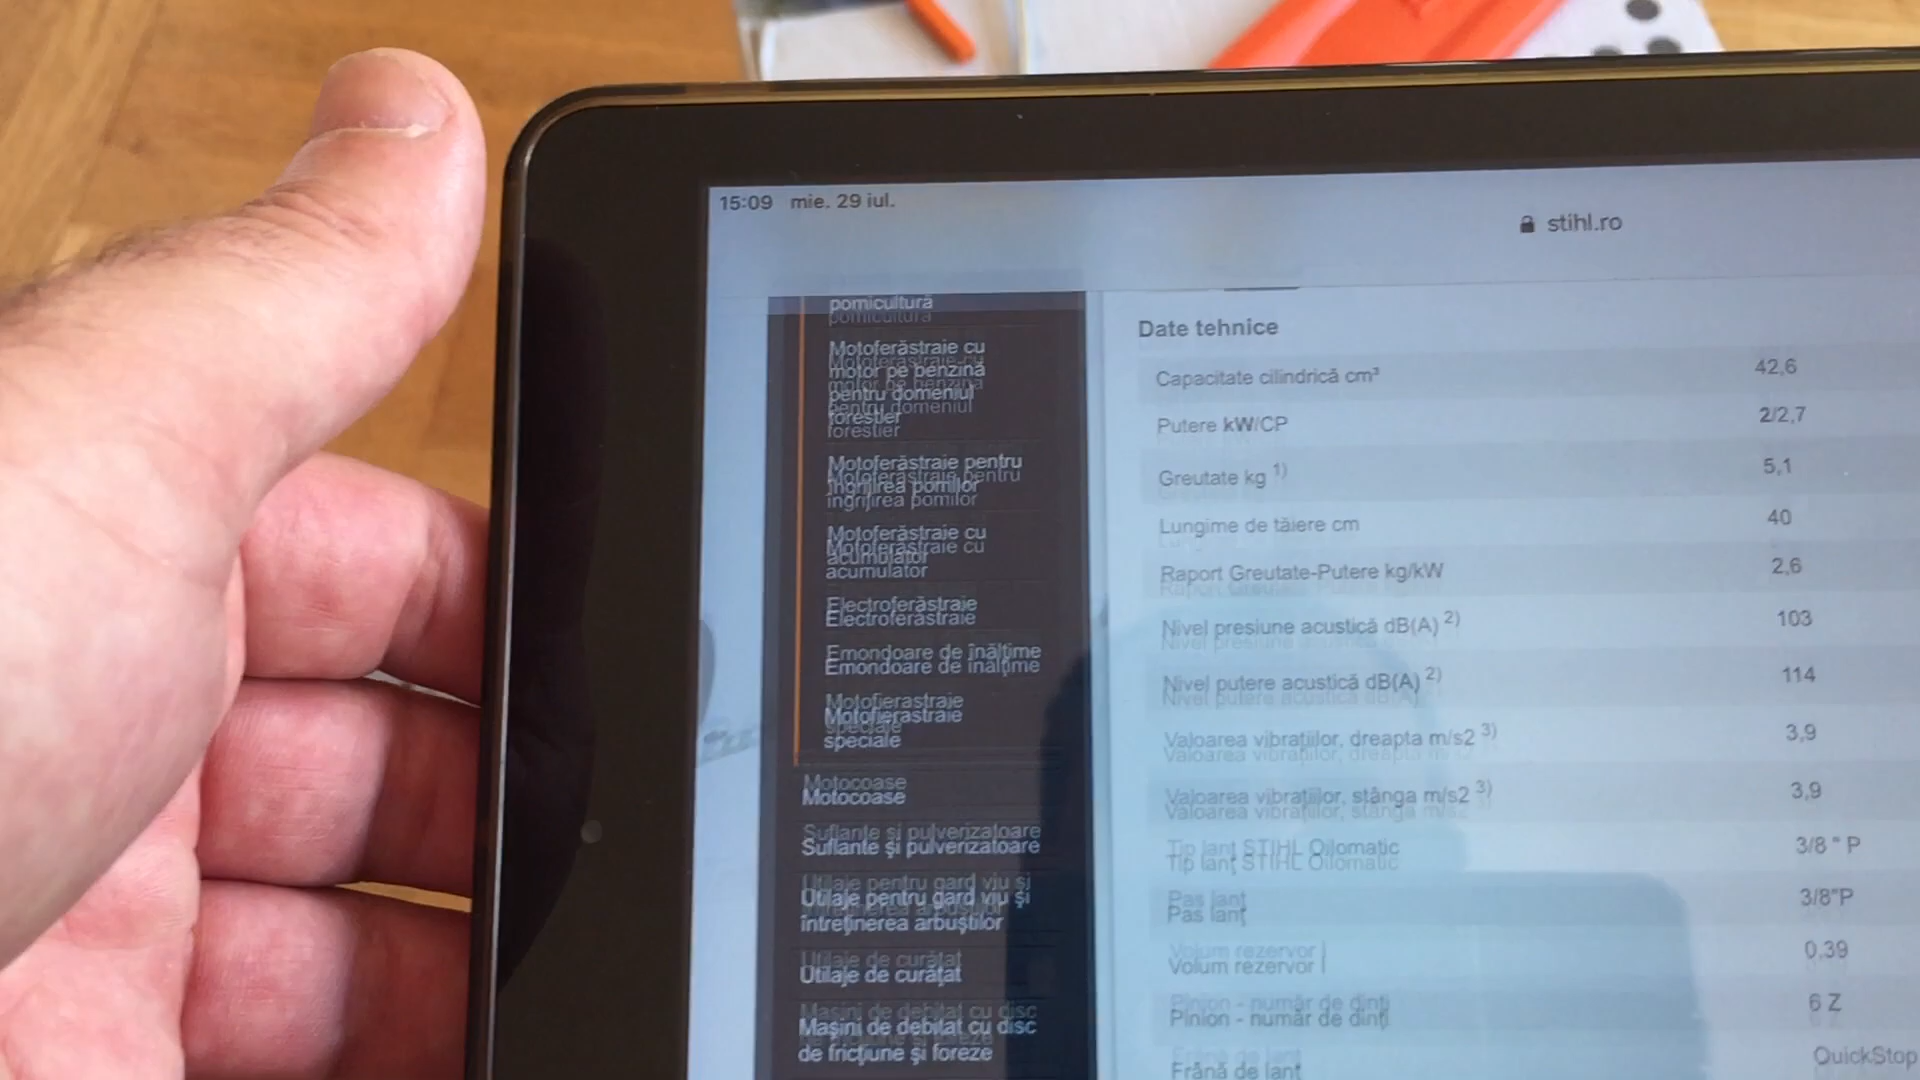 15:09 mie. 29 iul.
stihl.ro
pomicultură
Motoferăstraie cu
motor pe benzină
pentru domeniul
forestier
Motoferăstraie pentru
îngrijirea pomilor
Motoferăstraie cu
acumulator
Electroferăstraie
Emondoare de înălțime
Motofierastraie
speciale
Motocoase
Suflante și pulverizatoare
Utilaje pentru gard viu și
întreținerea arbuștilor
Utilaje de curățat
Mașini de debitat cu disc
de fricțiune și foreze
Date tehnice
Capacitate cilindrică cm³ 42,6
Putere kW/CP 2/2,7
Greutate kg 1) 5,1
Lungime de tăiere cm 40
Raport Greutate-Putere kg/kW 2,6
Nivel presiune acustică dB(A) 2) 103
Nivel putere acustică dB(A) 2) 114
Valoarea vibrațiilor, dreapta m/s2 3) 3,9
Valoarea vibrațiilor, stânga m/s2 3) 3,9
Tip lanț STIHL Oilomatic 3/8 " P
Pas lanț 3/8"P
Volum rezervor l 0,39
Pinion - număr de dinți 6 Z
Frână de lanț QuickStop